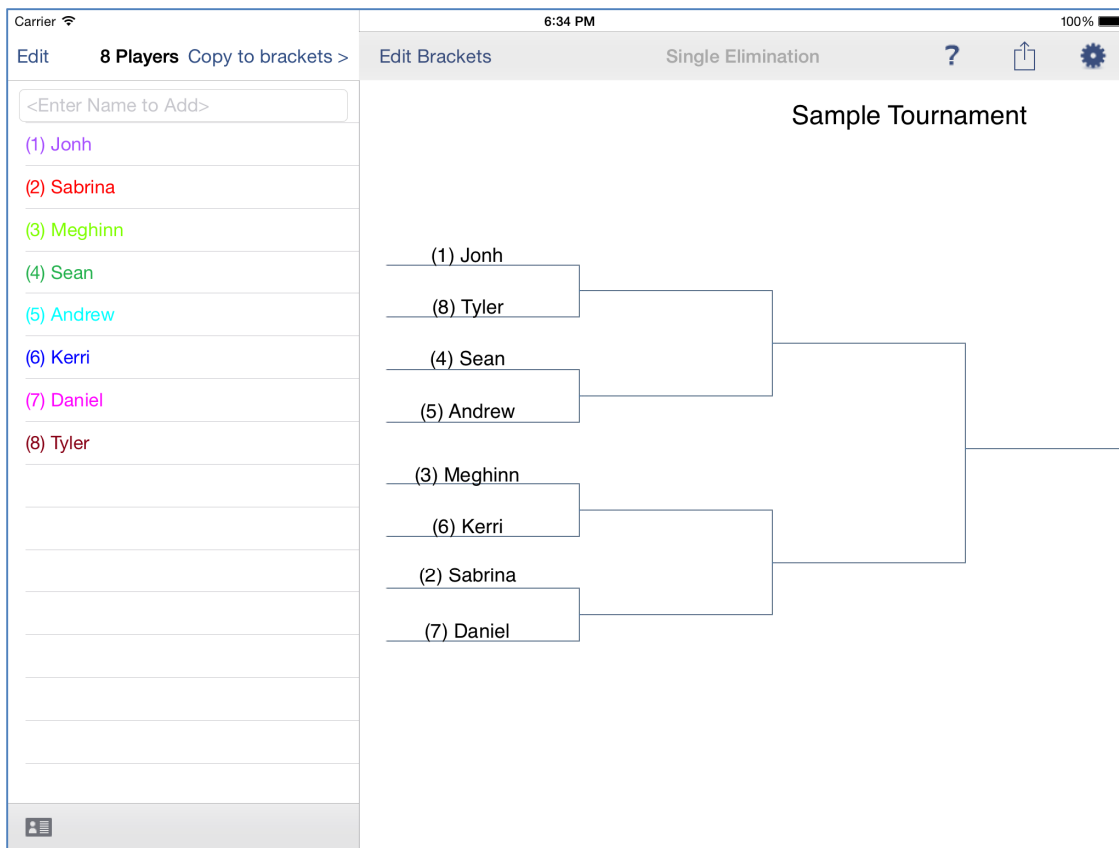 Carrier 6:34 PM 100%
Edit 8 Players Copy to brackets > Edit Brackets Single Elimination ?
<Enter Name to Add>
(1) Jonh
(2) Sabrina
(3) Meghinn
(4) Sean
(5) Andrew
(6) Kerri
(7) Daniel
(8) Tyler
Sample Tournament
(1) Jonh
(8) Tyler
(4) Sean
(5) Andrew
(3) Meghinn
(6) Kerri
(2) Sabrina
(7) Daniel